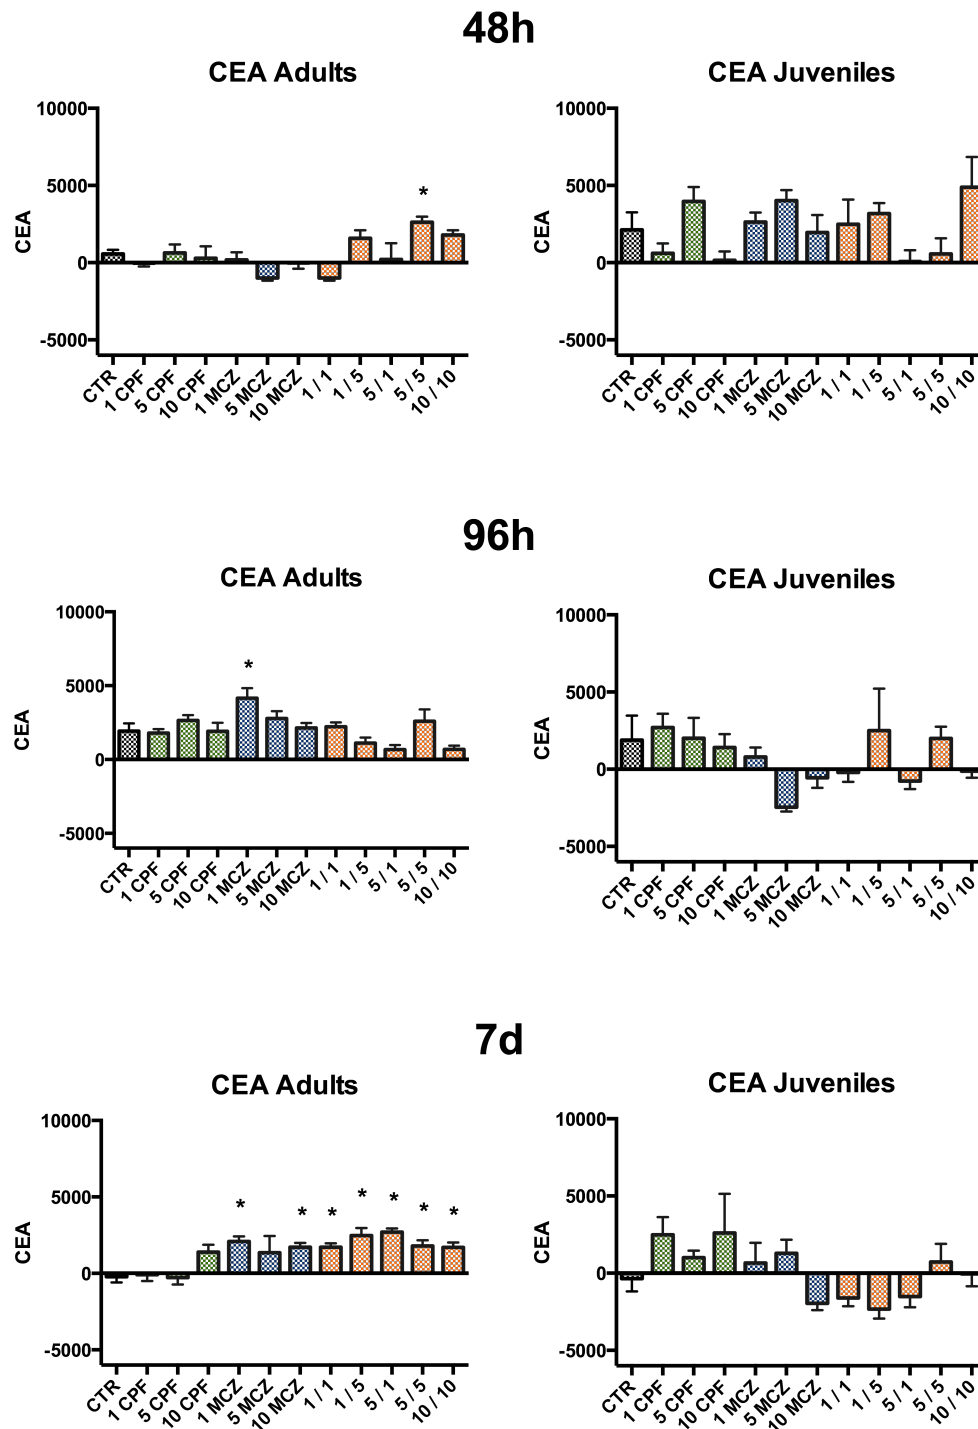 48h
CEA Adults
CEA
10000
5000
0
-5000
*
CTR
1 CPF
5 CPF
10 CPF
1 MCZ
5 MCZ
10 MCZ
1 / 1
1 / 5
5 / 1
5 / 5
10 / 10
CEA Juveniles
CEA
10000
5000
0
-5000
CTR
1 CPF
5 CPF
10 CPF
1 MCZ
5 MCZ
10 MCZ
1 / 1
1 / 5
5 / 1
5 / 5
10 / 10
96h
CEA Adults
CEA
10000
5000
0
-5000
*
CTR
1 CPF
5 CPF
10 CPF
1 MCZ
5 MCZ
10 MCZ
1 / 1
1 / 5
5 / 1
5 / 5
10 / 10
CEA Juveniles
CEA
10000
5000
0
-5000
CTR
1 CPF
5 CPF
10 CPF
1 MCZ
5 MCZ
10 MCZ
1 / 1
1 / 5
5 / 1
5 / 5
10 / 10
7d
CEA Adults
CEA
10000
5000
0
-5000
* * * * * * *
CTR
1 CPF
5 CPF
10 CPF
1 MCZ
5 MCZ
10 MCZ
1 / 1
1 / 5
5 / 1
5 / 5
10 / 10
CEA Juveniles
CEA
10000
5000
0
-5000
CTR
1 CPF
5 CPF
10 CPF
1 MCZ
5 MCZ
10 MCZ
1 / 1
1 / 5
5 / 1
5 / 5
10 / 10